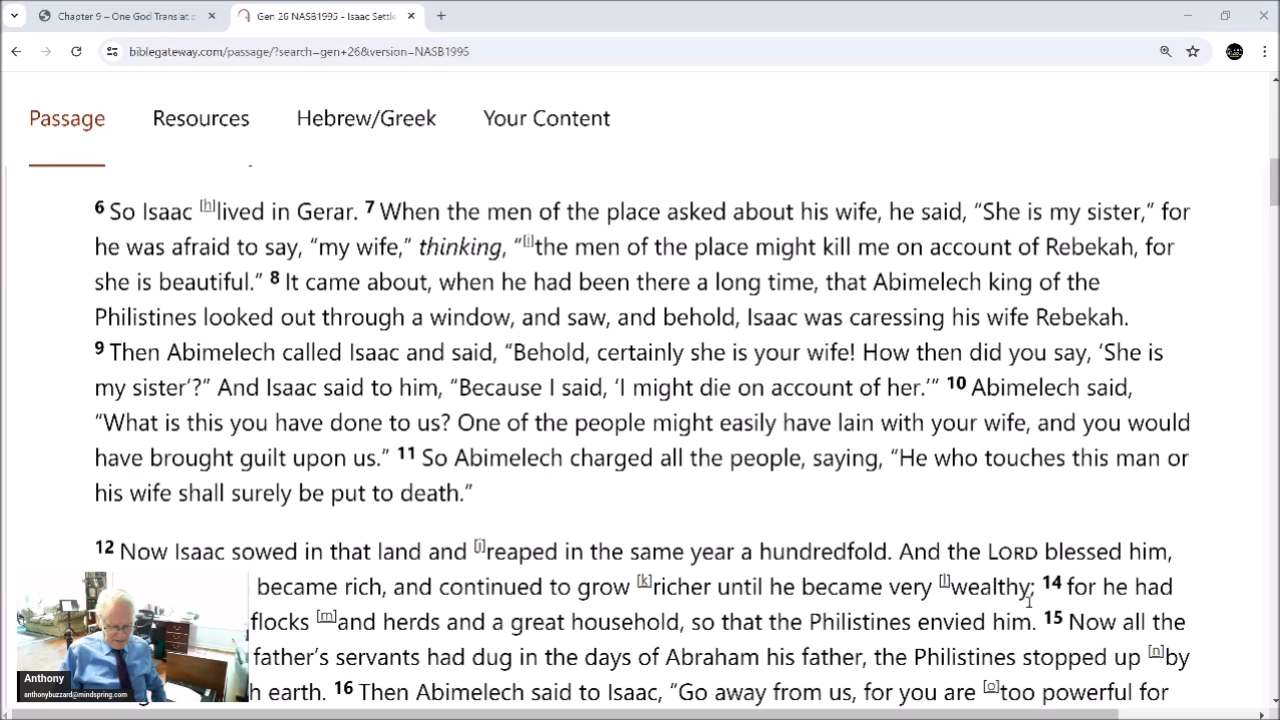 Chapter 9 – One God Translatio
Gen 26 NASB1995 - Isaac Settle
biblegateway.com/passage/?search=gen+26&version=NASB1995
Passage Resources Hebrew/Greek Your Content
6 So Isaac [h]lived in Gerar. 7 When the men of the place asked about his wife, he said, “She is my sister,” for
he was afraid to say, “my wife,” thinking, “[i]the men of the place might kill me on account of Rebekah, for
she is beautiful.” 8 It came about, when he had been there a long time, that Abimelech king of the
Philistines looked out through a window, and saw, and behold, Isaac was caressing his wife Rebekah.
9 Then Abimelech called Isaac and said, “Behold, certainly she is your wife! How then did you say, ‘She is
my sister’?” And Isaac said to him, “Because I said, ‘I might die on account of her.’” 10 Abimelech said,
“What is this you have done to us? One of the people might easily have lain with your wife, and you would
have brought guilt upon us.” 11 So Abimelech charged all the people, saying, “He who touches this man or
his wife shall surely be put to death.”
12 Now Isaac sowed in that land and [j]reaped in the same year a hundredfold. And the LORD blessed him,
became rich, and continued to grow [k]richer until he became very [l]wealthy; 14 for he had
flocks [m]and herds and a great household, so that the Philistines envied him. 15 Now all the
father’s servants had dug in the days of Abraham his father, the Philistines stopped up [n]by
h earth. 16 Then Abimelech said to Isaac, “Go away from us, for you are [o]too powerful for
Anthony
anthonybuzzard@mindspring.com